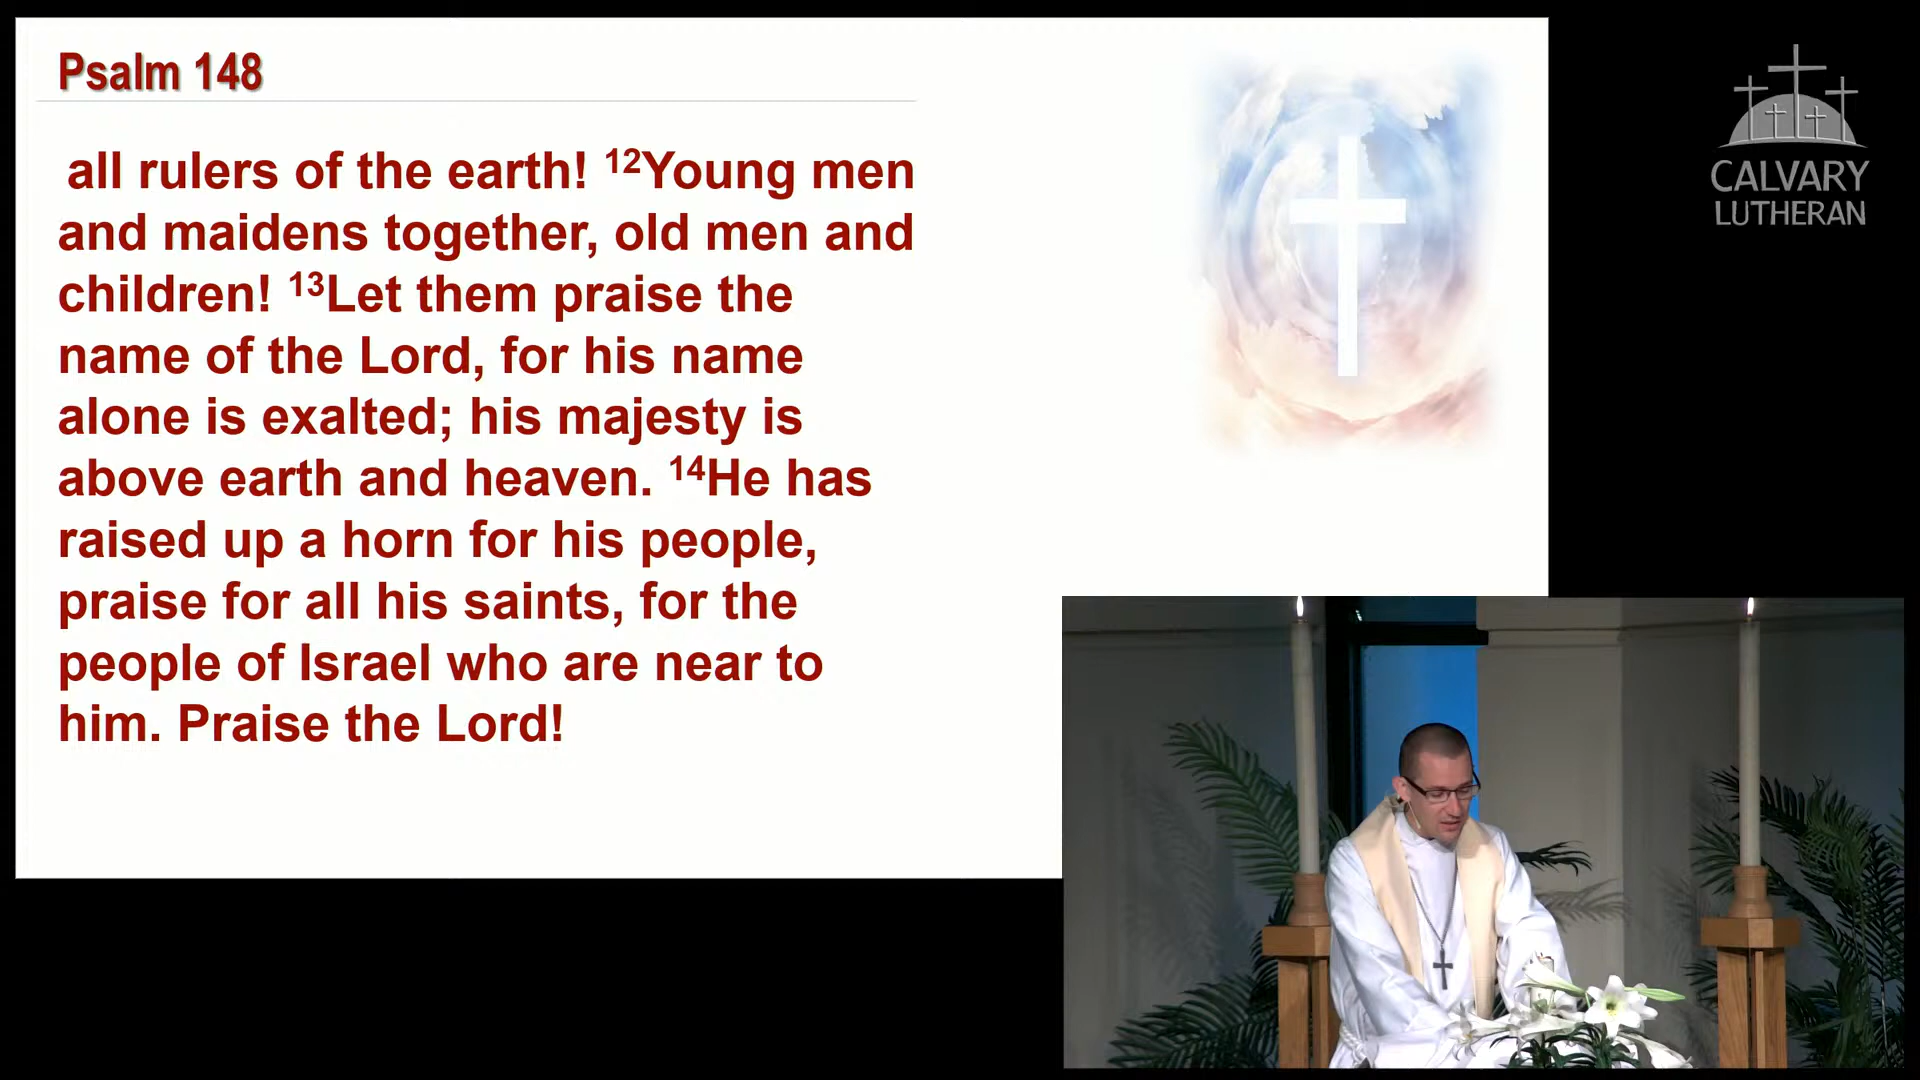 Psalm 148
all rulers of the earth! 12Young men
and maidens together, old men and
children! 13Let them praise the
name of the Lord, for his name
alone is exalted; his majesty is
above earth and heaven. 14He has
raised up a horn for his people,
praise for all his saints, for the
people of Israel who are near to
him. Praise the Lord!
CALVARY
LUTHERAN